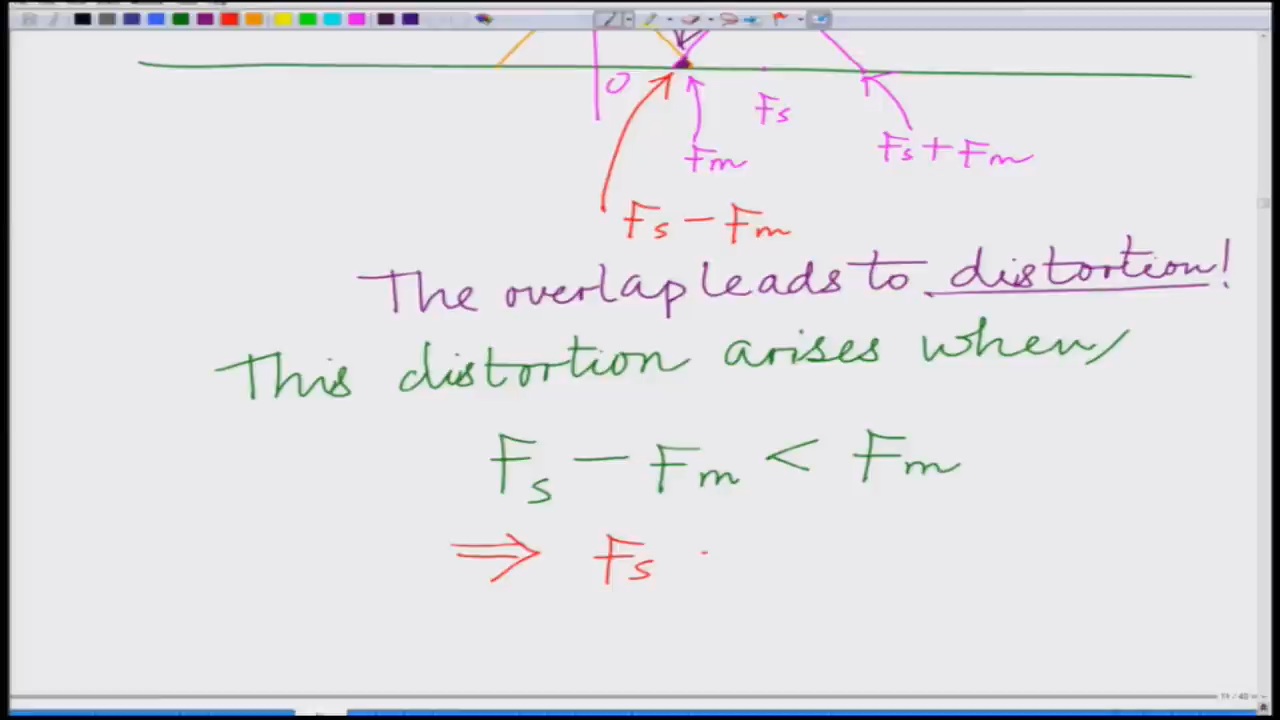 0
Fs
Fm
Fs + Fm
Fs - Fm
The overlap leads to distortion!
This distortion arises when,
Fs - Fm < Fm
⇒ Fs